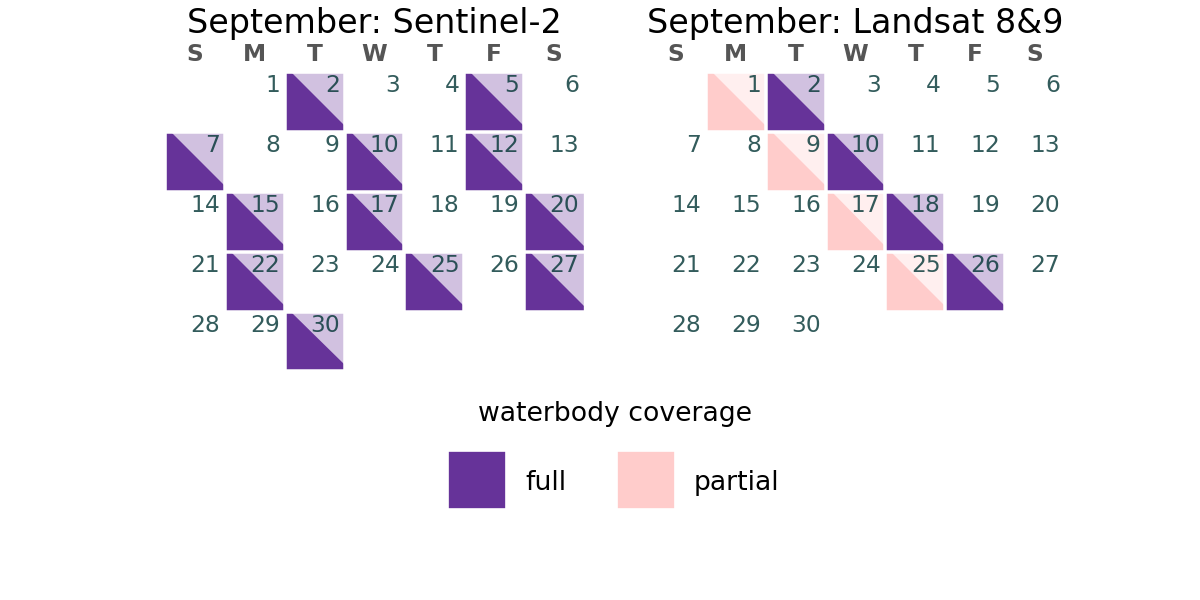 September: Sentinel-2
S M T W T F S
1 2 3 4 5 6
7 8 9 10 11 12 13
14 15 16 17 18 19 20
21 22 23 24 25 26 27
28 29 30
September: Landsat 8&9
S M T W T F S
1 2 3 4 5 6
7 8 9 10 11 12 13
14 15 16 17 18 19 20
21 22 23 24 25 26 27
28 29 30
waterbody coverage
full partial